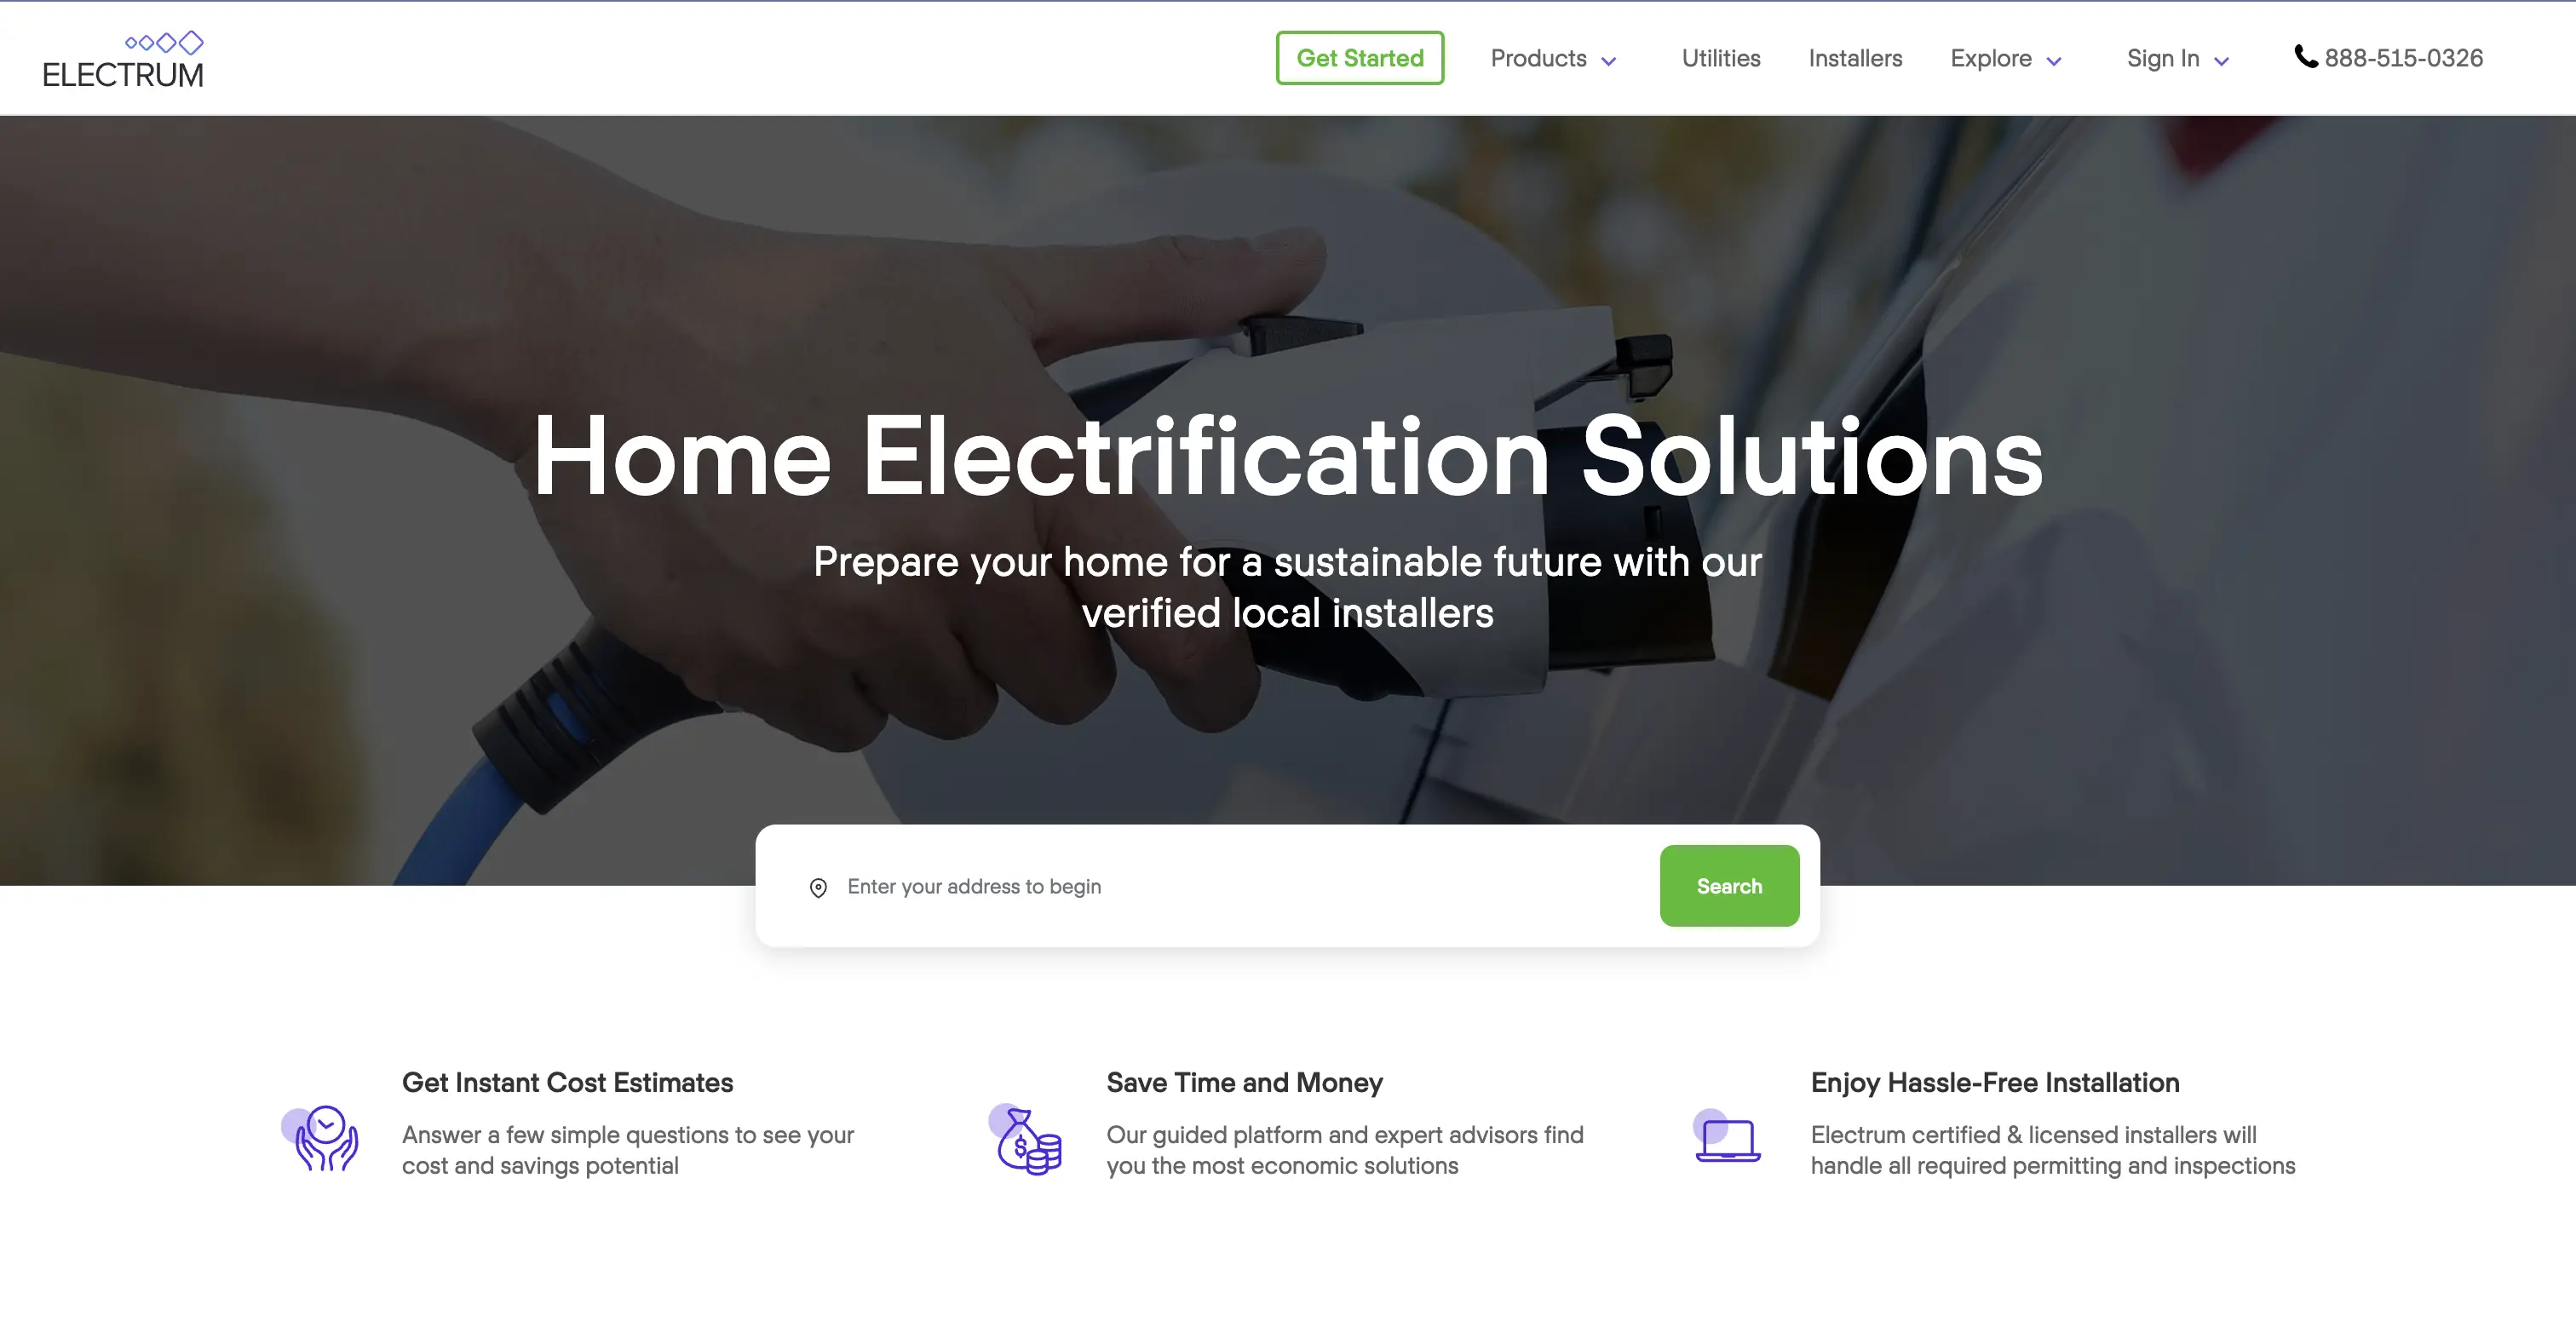 ELECTRUM
Get Started
Products
Utilities
Installers
Explore
Sign In
888-515-0326
Home Electrification Solutions
Prepare your home for a sustainable future with our
verified local installers
Enter your address to begin
Search
Get Instant Cost Estimates
Answer a few simple questions to see your
cost and savings potential
Save Time and Money
Our guided platform and expert advisors find
you the most economic solutions
Enjoy Hassle-Free Installation
Electrum certified & licensed installers will
handle all required permitting and inspections